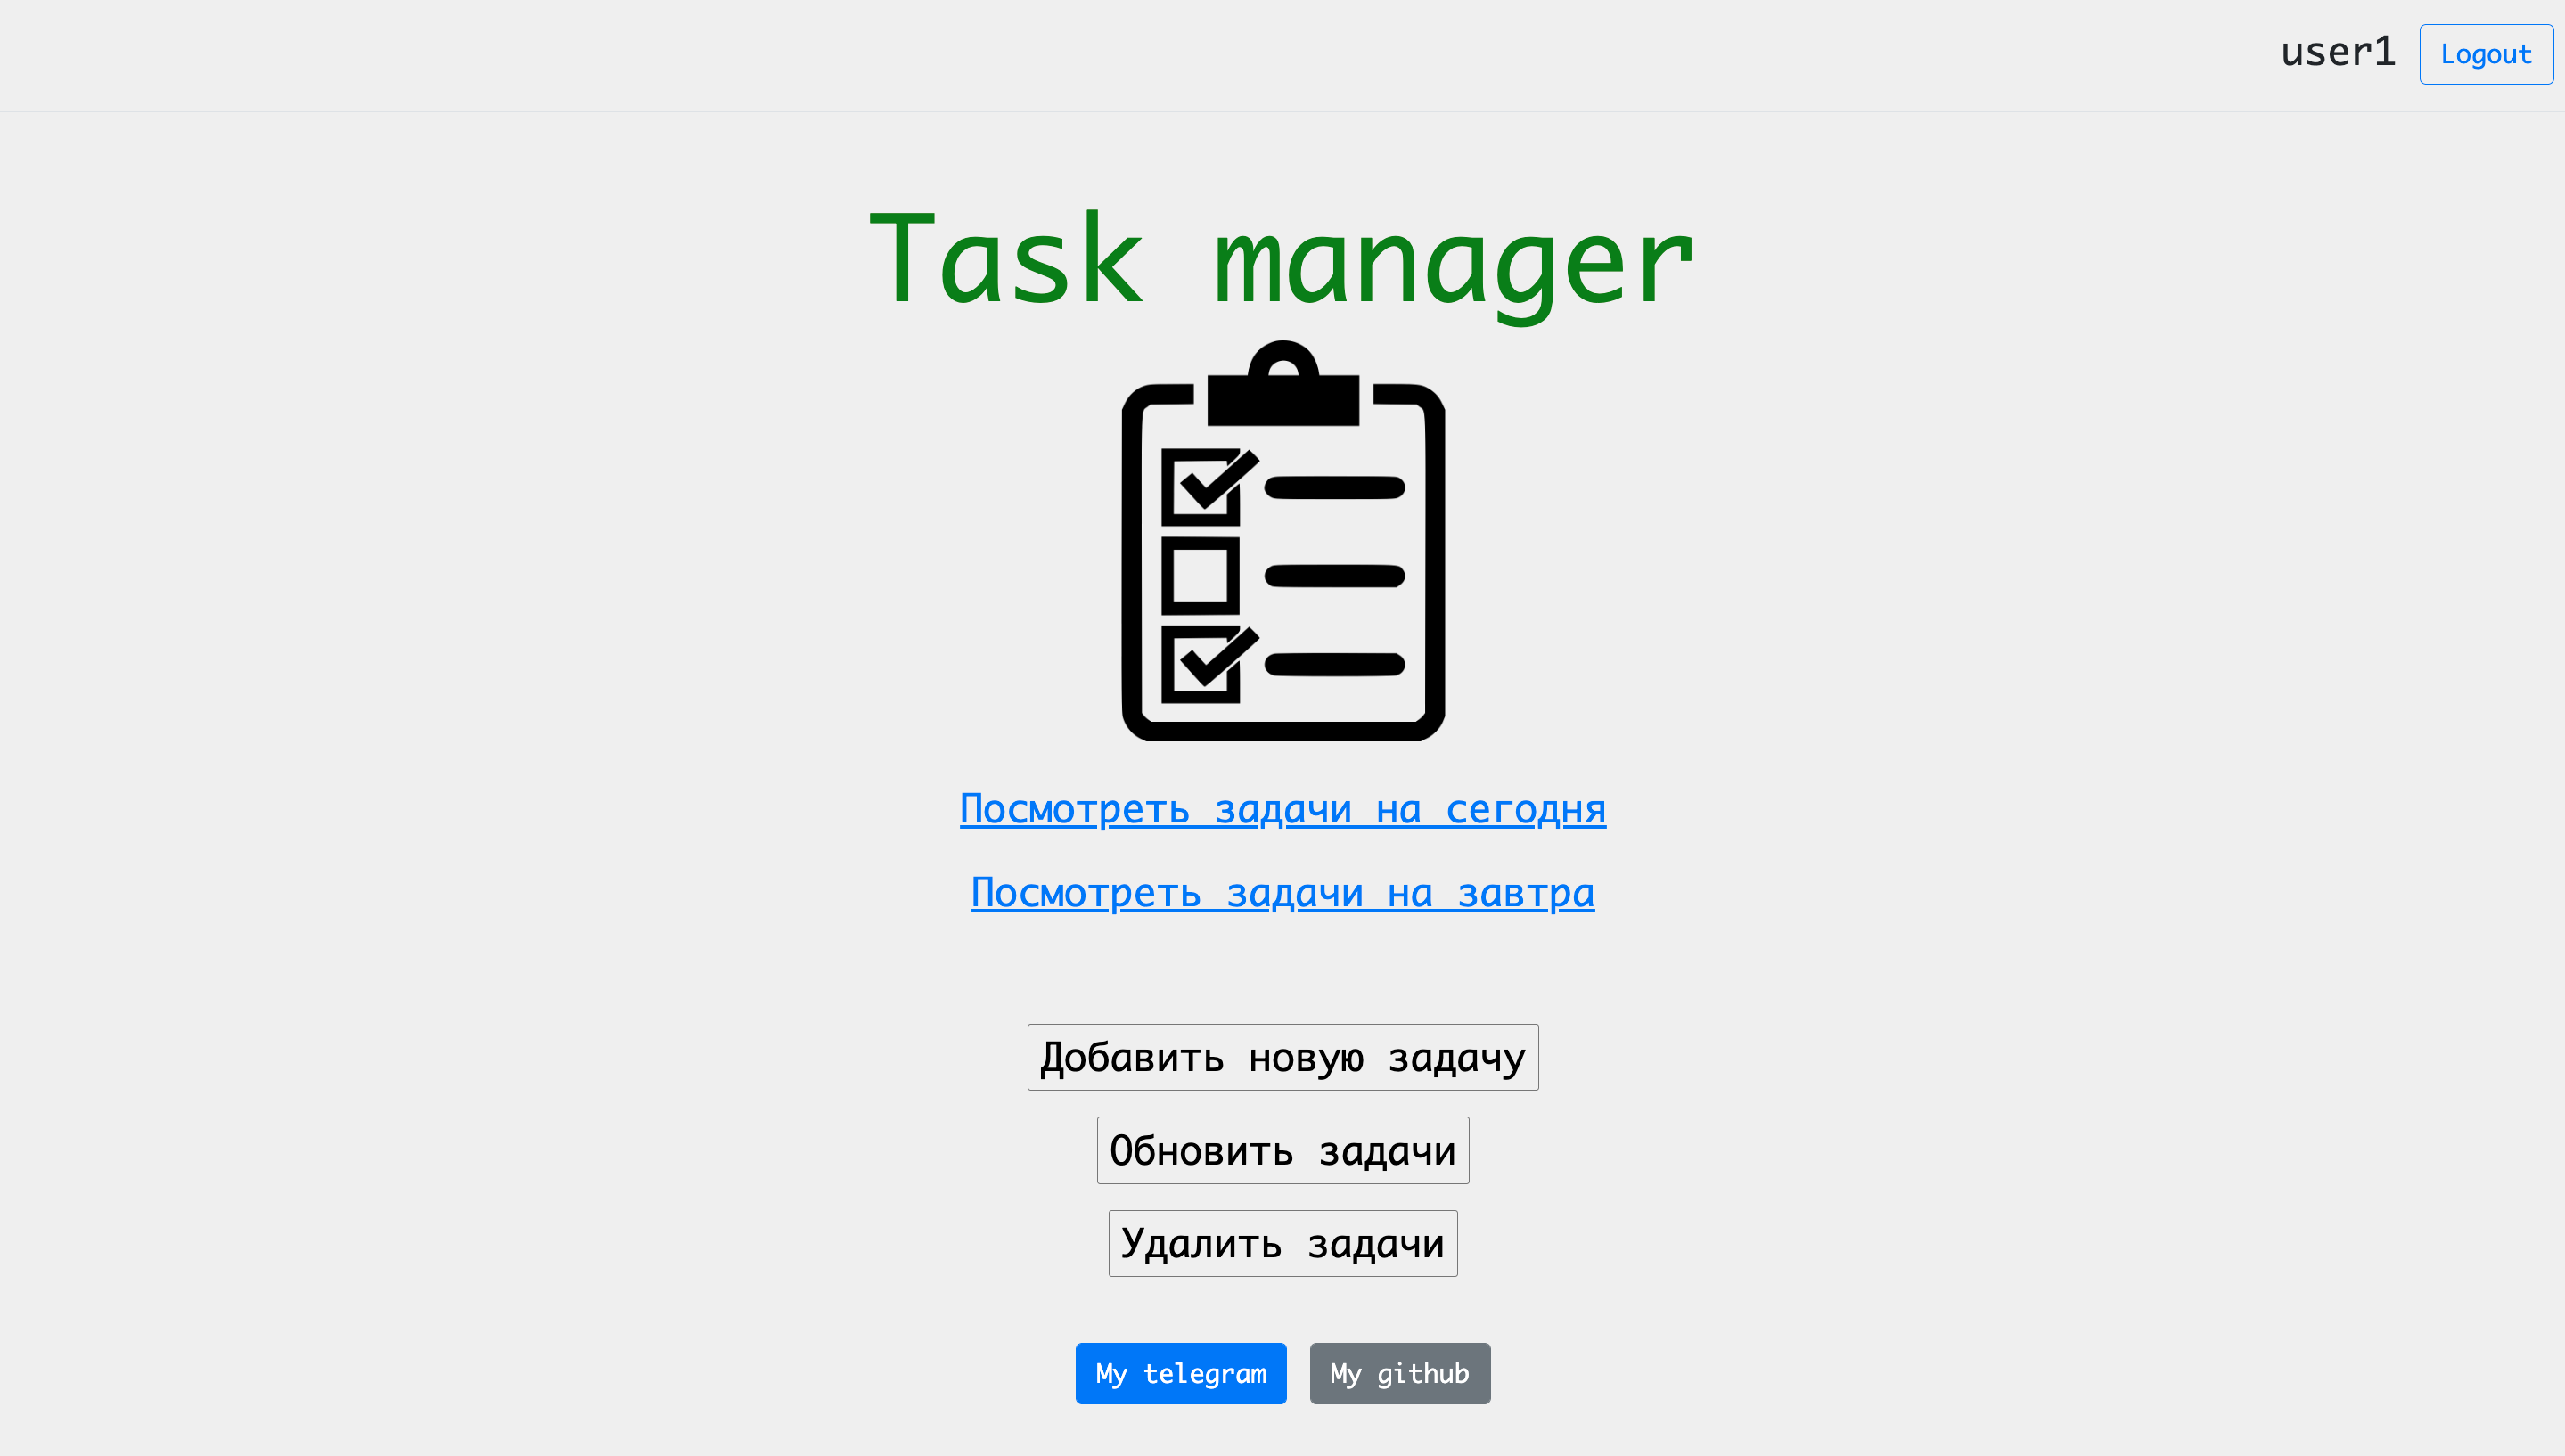 user1 Logout
Task manager
Посмотреть задачи на сегодня
Посмотреть задачи на завтра
Добавить новую задачу
Обновить задачи
Удалить задачи
My telegram My github